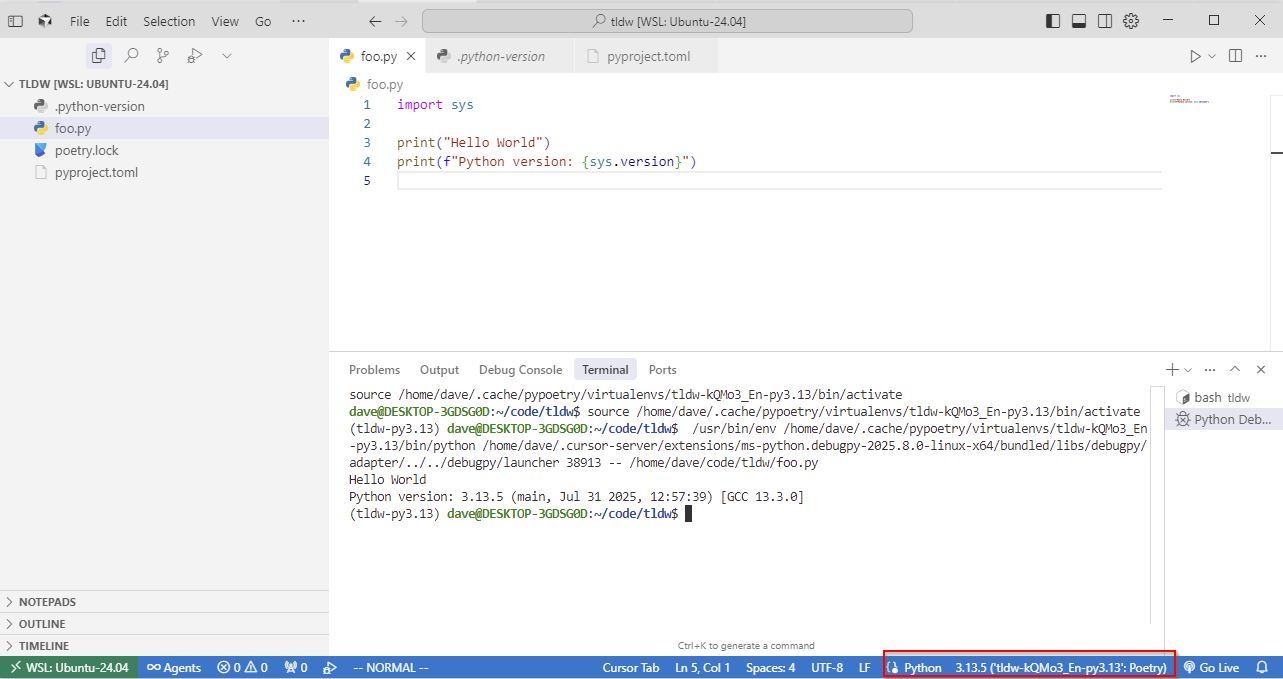 File Edit Selection View Go ··· tldw [WSL: Ubuntu-24.04]
foo.py .python-version pyproject.toml
TLDW [WSL: UBUNTU-24.04]
.python-version
foo.py
poetry.lock
pyproject.toml
foo.py
1 import sys
2
3 print("Hello World")
4 print(f"Python version: {sys.version}")
5
Problems Output Debug Console Terminal Ports
source /home/dave/.cache/pypoetry/virtualenvs/tldw-kQMo3_En-py3.13/bin/activate
dave@DESKTOP-3GDSG0D:~/code/tldw$ source /home/dave/.cache/pypoetry/virtualenvs/tldw-kQMo3_En-py3.13/bin/activate
(tldw-py3.13) dave@DESKTOP-3GDSG0D:~/code/tldw$  /usr/bin/env /home/dave/.cache/pypoetry/virtualenvs/tldw-kQMo3_En
-py3.13/bin/python /home/dave/.cursor-server/extensions/ms-python.debugpy-2025.8.0-linux-x64/bundled/libs/debugpy/
adapter/../../debugpy/launcher 38913 -- /home/dave/code/tldw/foo.py
Hello World
Python version: 3.13.5 (main, Jul 31 2025, 12:57:39) [GCC 13.3.0]
(tldw-py3.13) dave@DESKTOP-3GDSG0D:~/code/tldw$
bash tldw
Python Deb...
NOTEPADS
OUTLINE
TIMELINE
Ctrl+K to generate a command
WSL: Ubuntu-24.04 Agents 0 0 0 -- NORMAL -- Cursor Tab Ln 5, Col 1 Spaces: 4 UTF-8 LF Python 3.13.5 ('tldw-kQMo3_En-py3.13': Poetry) Go Live